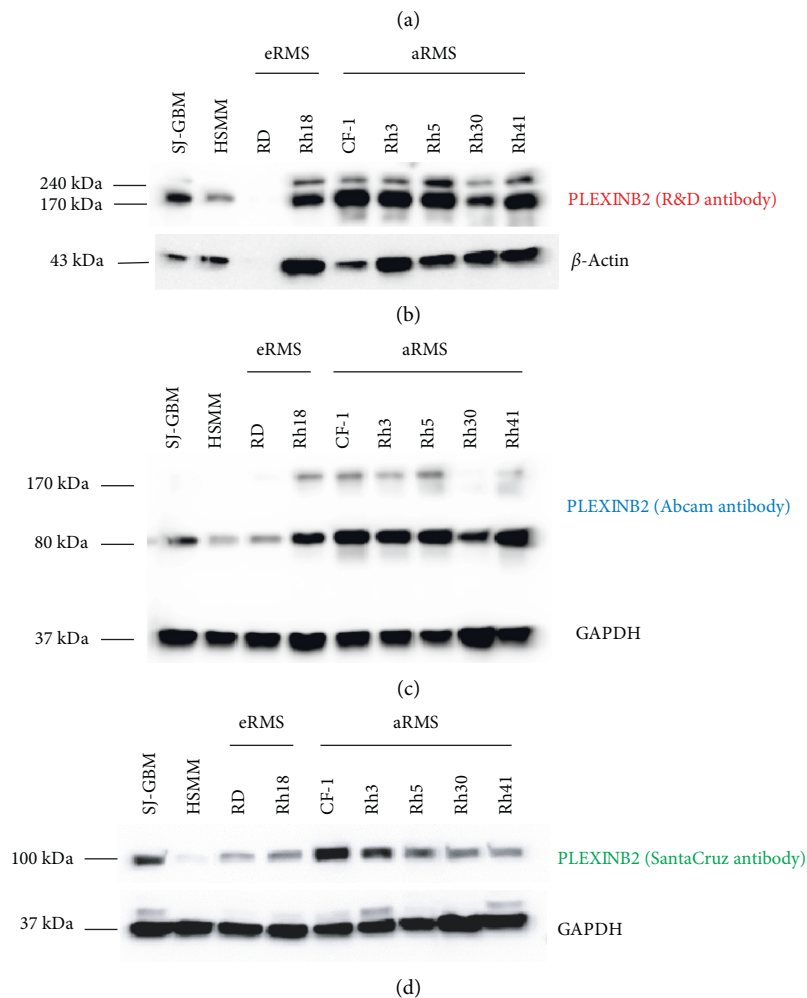 (a)
eRMS
aRMS
SJ-GBM
HSMM
RD
Rh18
CF-1
Rh3
Rh5
Rh30
Rh41
240 kDa
170 kDa
PLEXINB2 (R&D antibody)
43 kDa
β-Actin
(b)
eRMS
aRMS
SJ-GBM
HSMM
RD
Rh18
CF-1
Rh3
Rh5
Rh30
Rh41
170 kDa
PLEXINB2 (Abcam antibody)
80 kDa
37 kDa
GAPDH
(c)
eRMS
aRMS
SJ-GBM
HSMM
RD
Rh18
CF-1
Rh3
Rh5
Rh30
Rh41
100 kDa
PLEXINB2 (SantaCruz antibody)
37 kDa
GAPDH
(d)